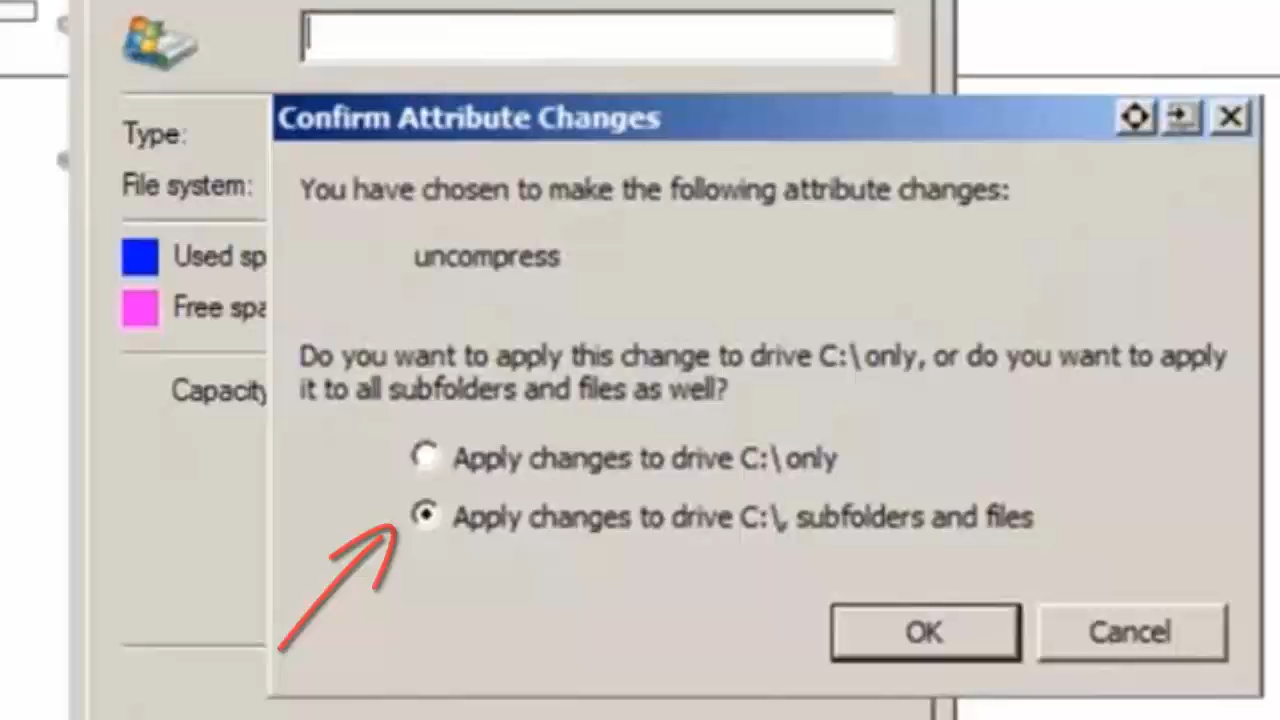 Confirm Attribute Changes
Type:
You have chosen to make the following attribute changes:
File system:
uncompress
Used sp
Free spa
Do you want to apply this change to drive C:\ only, or do you want to apply
it to all subfolders and files as well?
Capacity
Apply changes to drive C:\ only
Apply changes to drive C:\, subfolders and files
OK
Cancel